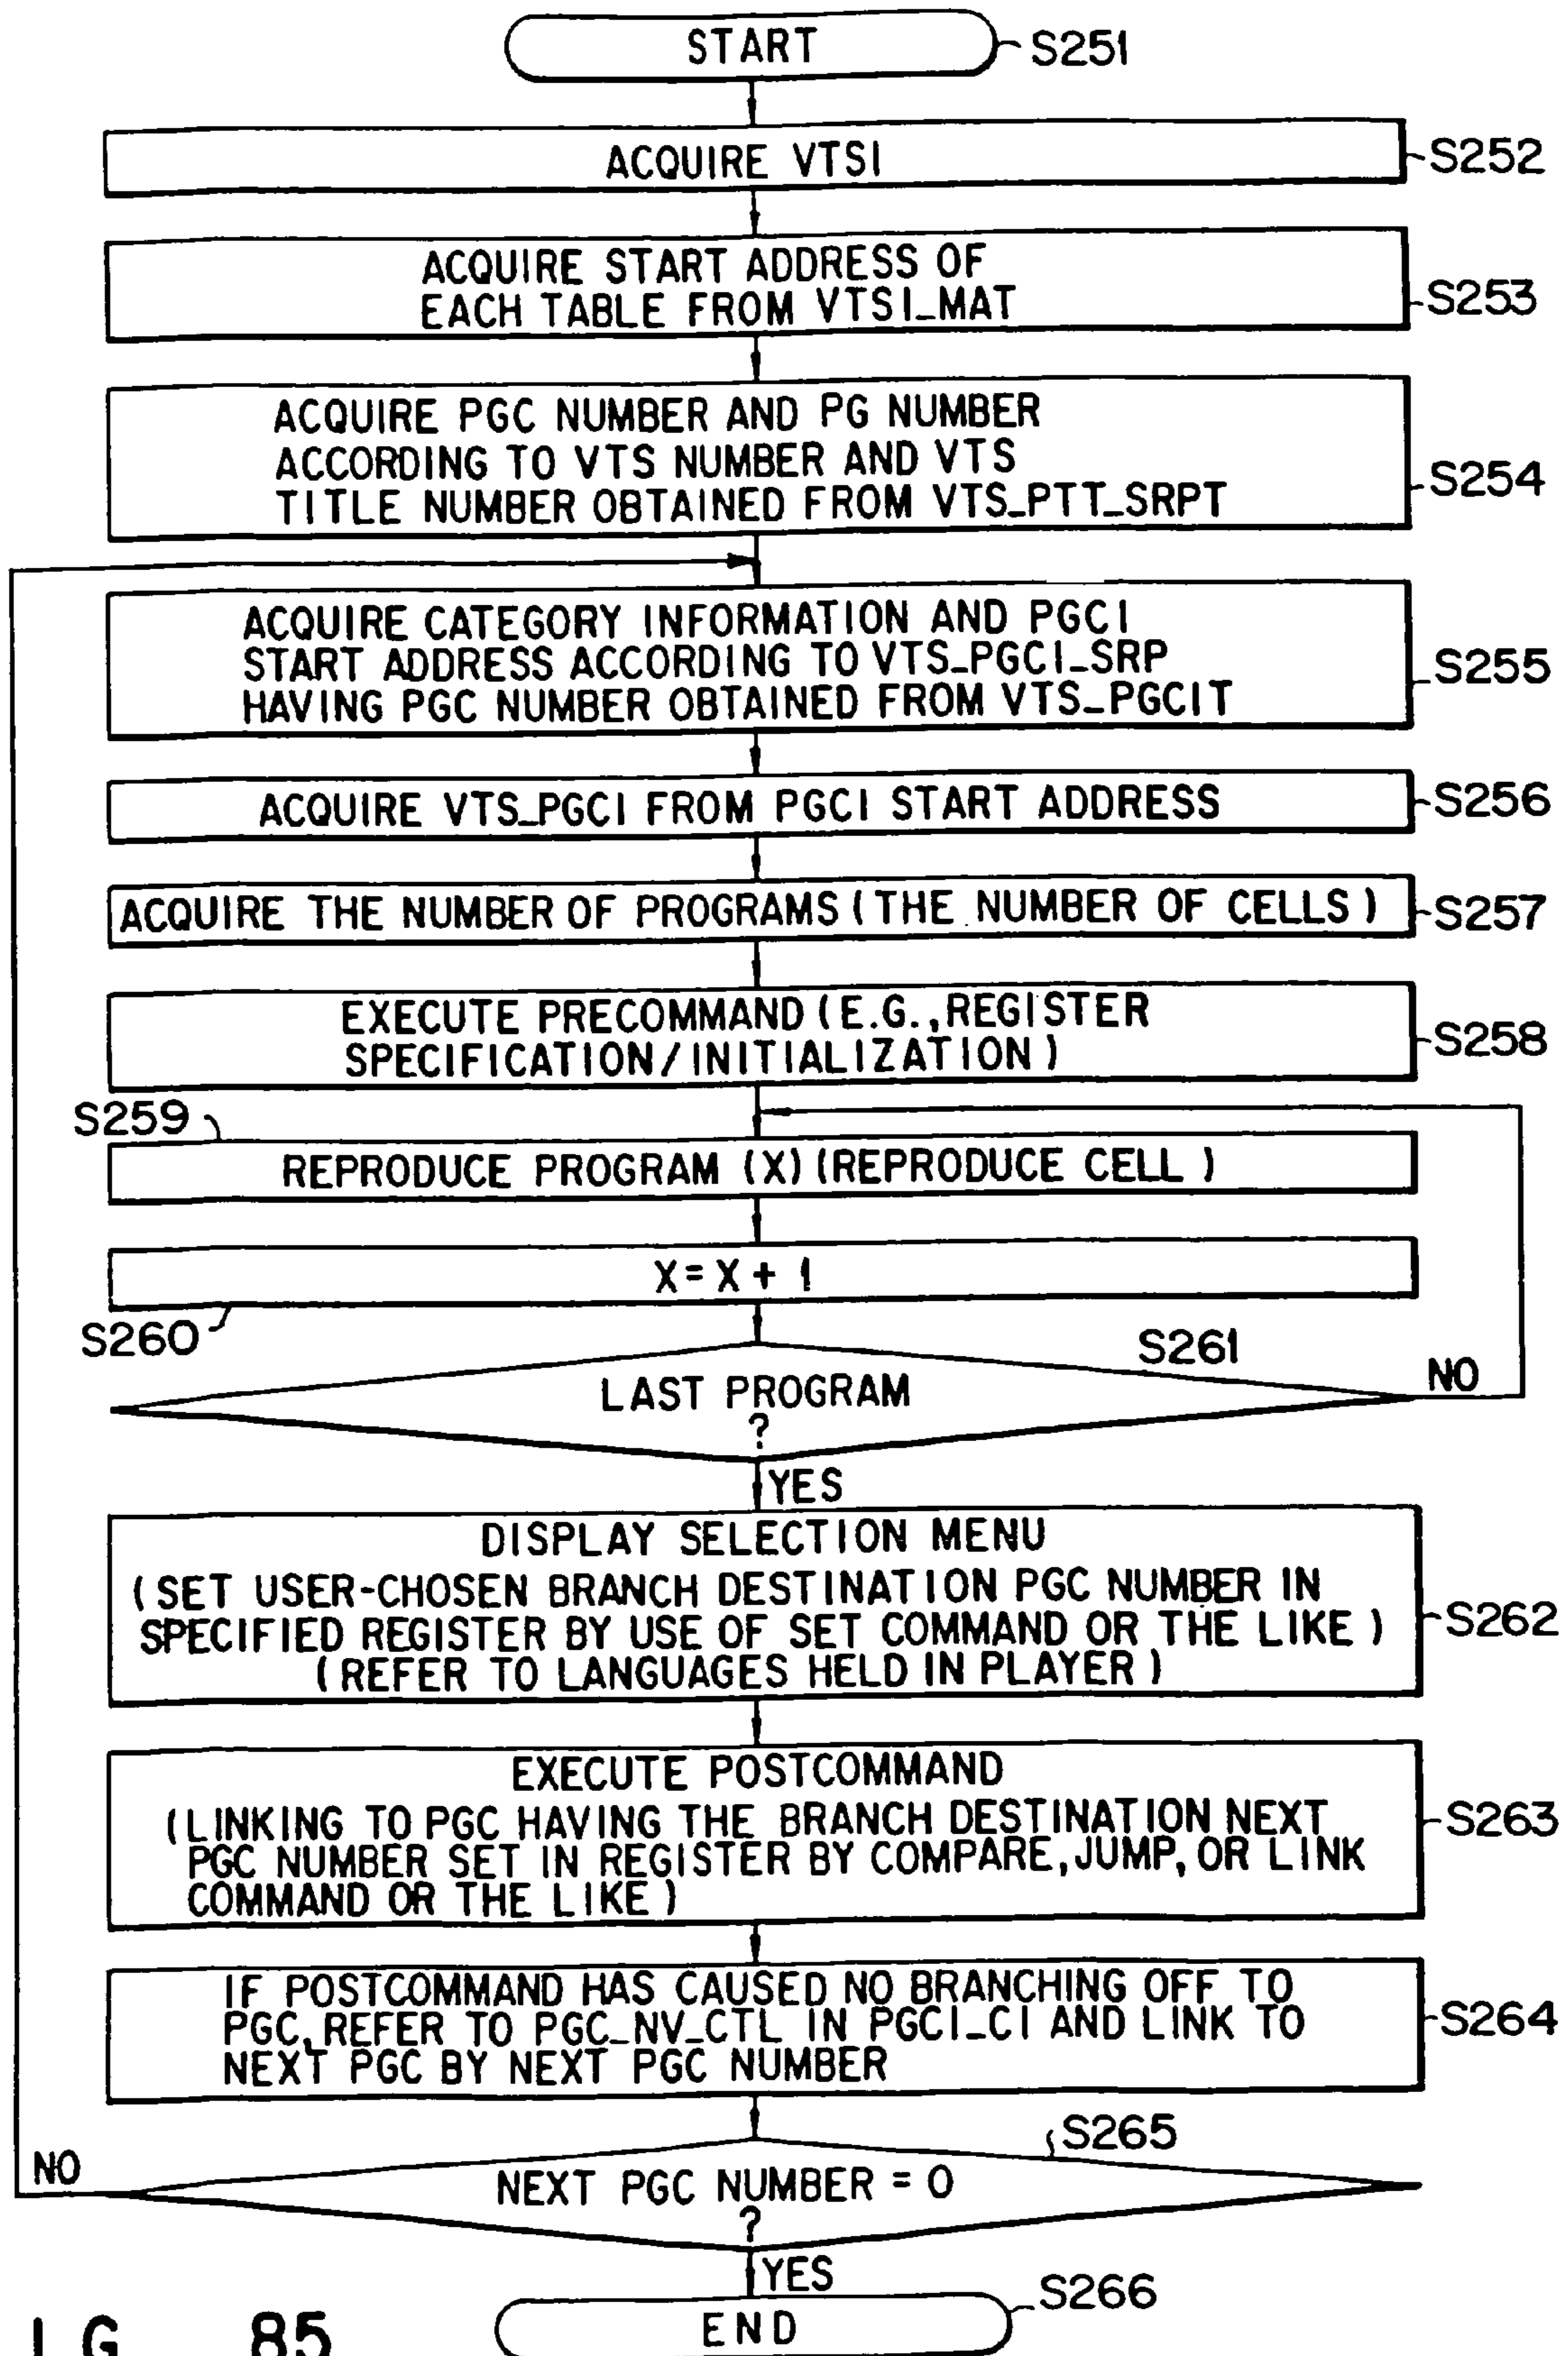 START
S251
ACQUIRE VTSI
S252
ACQUIRE START ADDRESS OF
EACH TABLE FROM VTSI_MAT
S253
ACQUIRE PGC NUMBER AND PG NUMBER
ACCORDING TO VTS NUMBER AND VTS
TITLE NUMBER OBTAINED FROM VTS_PTT_SRPT
S254
ACQUIRE CATEGORY INFORMATION AND PGCI
START ADDRESS ACCORDING TO VTS_PGCI_SRP
HAVING PGC NUMBER OBTAINED FROM VTS_PGCIT
S255
ACQUIRE VTS_PGCI FROM PGCI START ADDRESS
S256
ACQUIRE THE NUMBER OF PROGRAMS (THE NUMBER OF CELLS)
S257
EXECUTE PRECOMMAND (E.G., REGISTER
SPECIFICATION/INITIALIZATION)
S258
S259
REPRODUCE PROGRAM (X) (REPRODUCE CELL)
X = X + 1
S260
S261
LAST PROGRAM
?
NO
YES
DISPLAY SELECTION MENU
(SET USER-CHOSEN BRANCH DESTINATION PGC NUMBER IN
SPECIFIED REGISTER BY USE OF SET COMMAND OR THE LIKE)
(REFER TO LANGUAGES HELD IN PLAYER)
S262
EXECUTE POSTCOMMAND
(LINKING TO PGC HAVING THE BRANCH DESTINATION NEXT
PGC NUMBER SET IN REGISTER BY COMPARE, JUMP, OR LINK
COMMAND OR THE LIKE)
S263
IF POSTCOMMAND HAS CAUSED NO BRANCHING OFF TO
PGC, REFER TO PGC_NV_CTL IN PGCI_CI AND LINK TO
NEXT PGC BY NEXT PGC NUMBER
S264
S265
NO
NEXT PGC NUMBER = 0
?
YES
S266
END
IG. 85